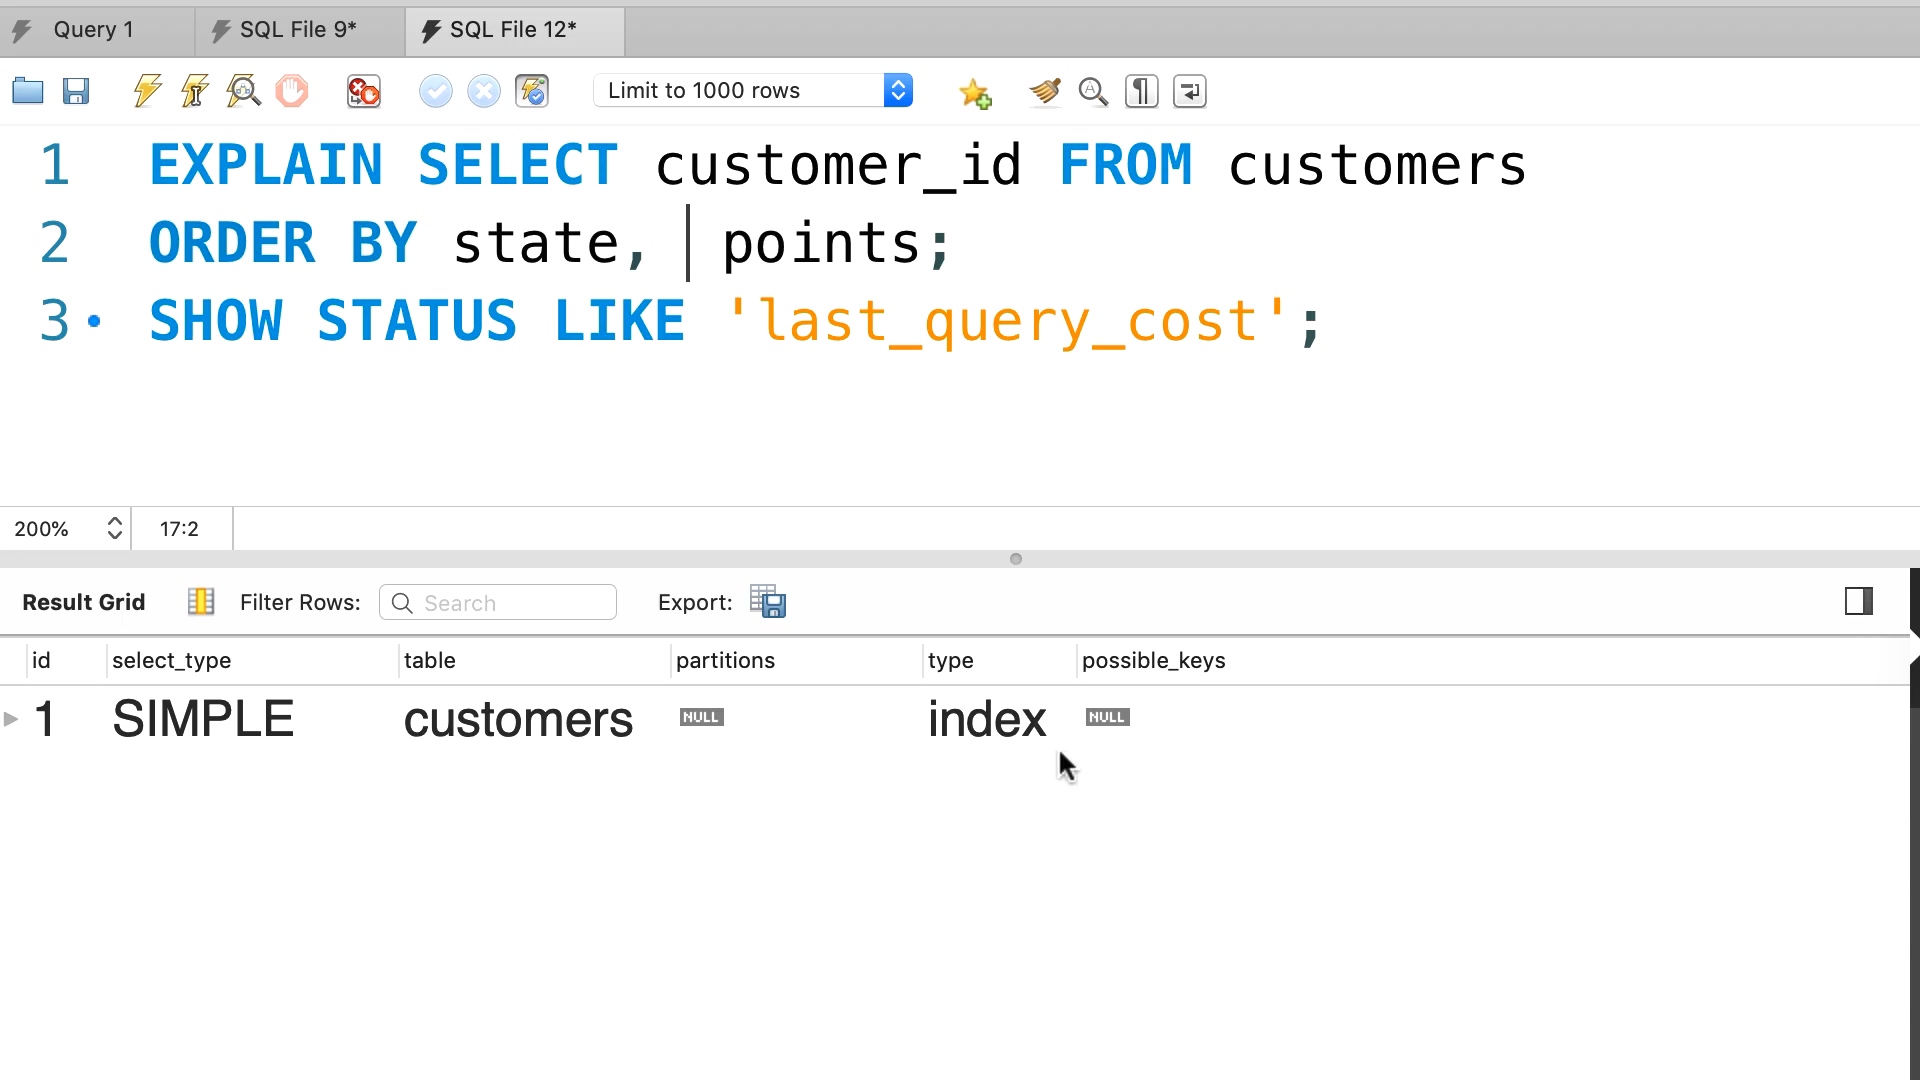 Query 1 SQL File 9* SQL File 12*
Limit to 1000 rows
1 EXPLAIN SELECT customer_id FROM customers
2 ORDER BY state, points;
3 SHOW STATUS LIKE 'last_query_cost';
200% 17:2
Result Grid Filter Rows: Search Export:
id select_type table partitions type possible_keys
1 SIMPLE customers NULL index NULL